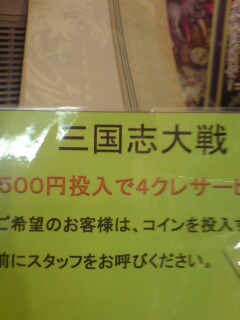 三国志大戦
500円投入で4クレサービ
ご希望のお客様は、コインを投入す
前にスタッフをお呼びください。